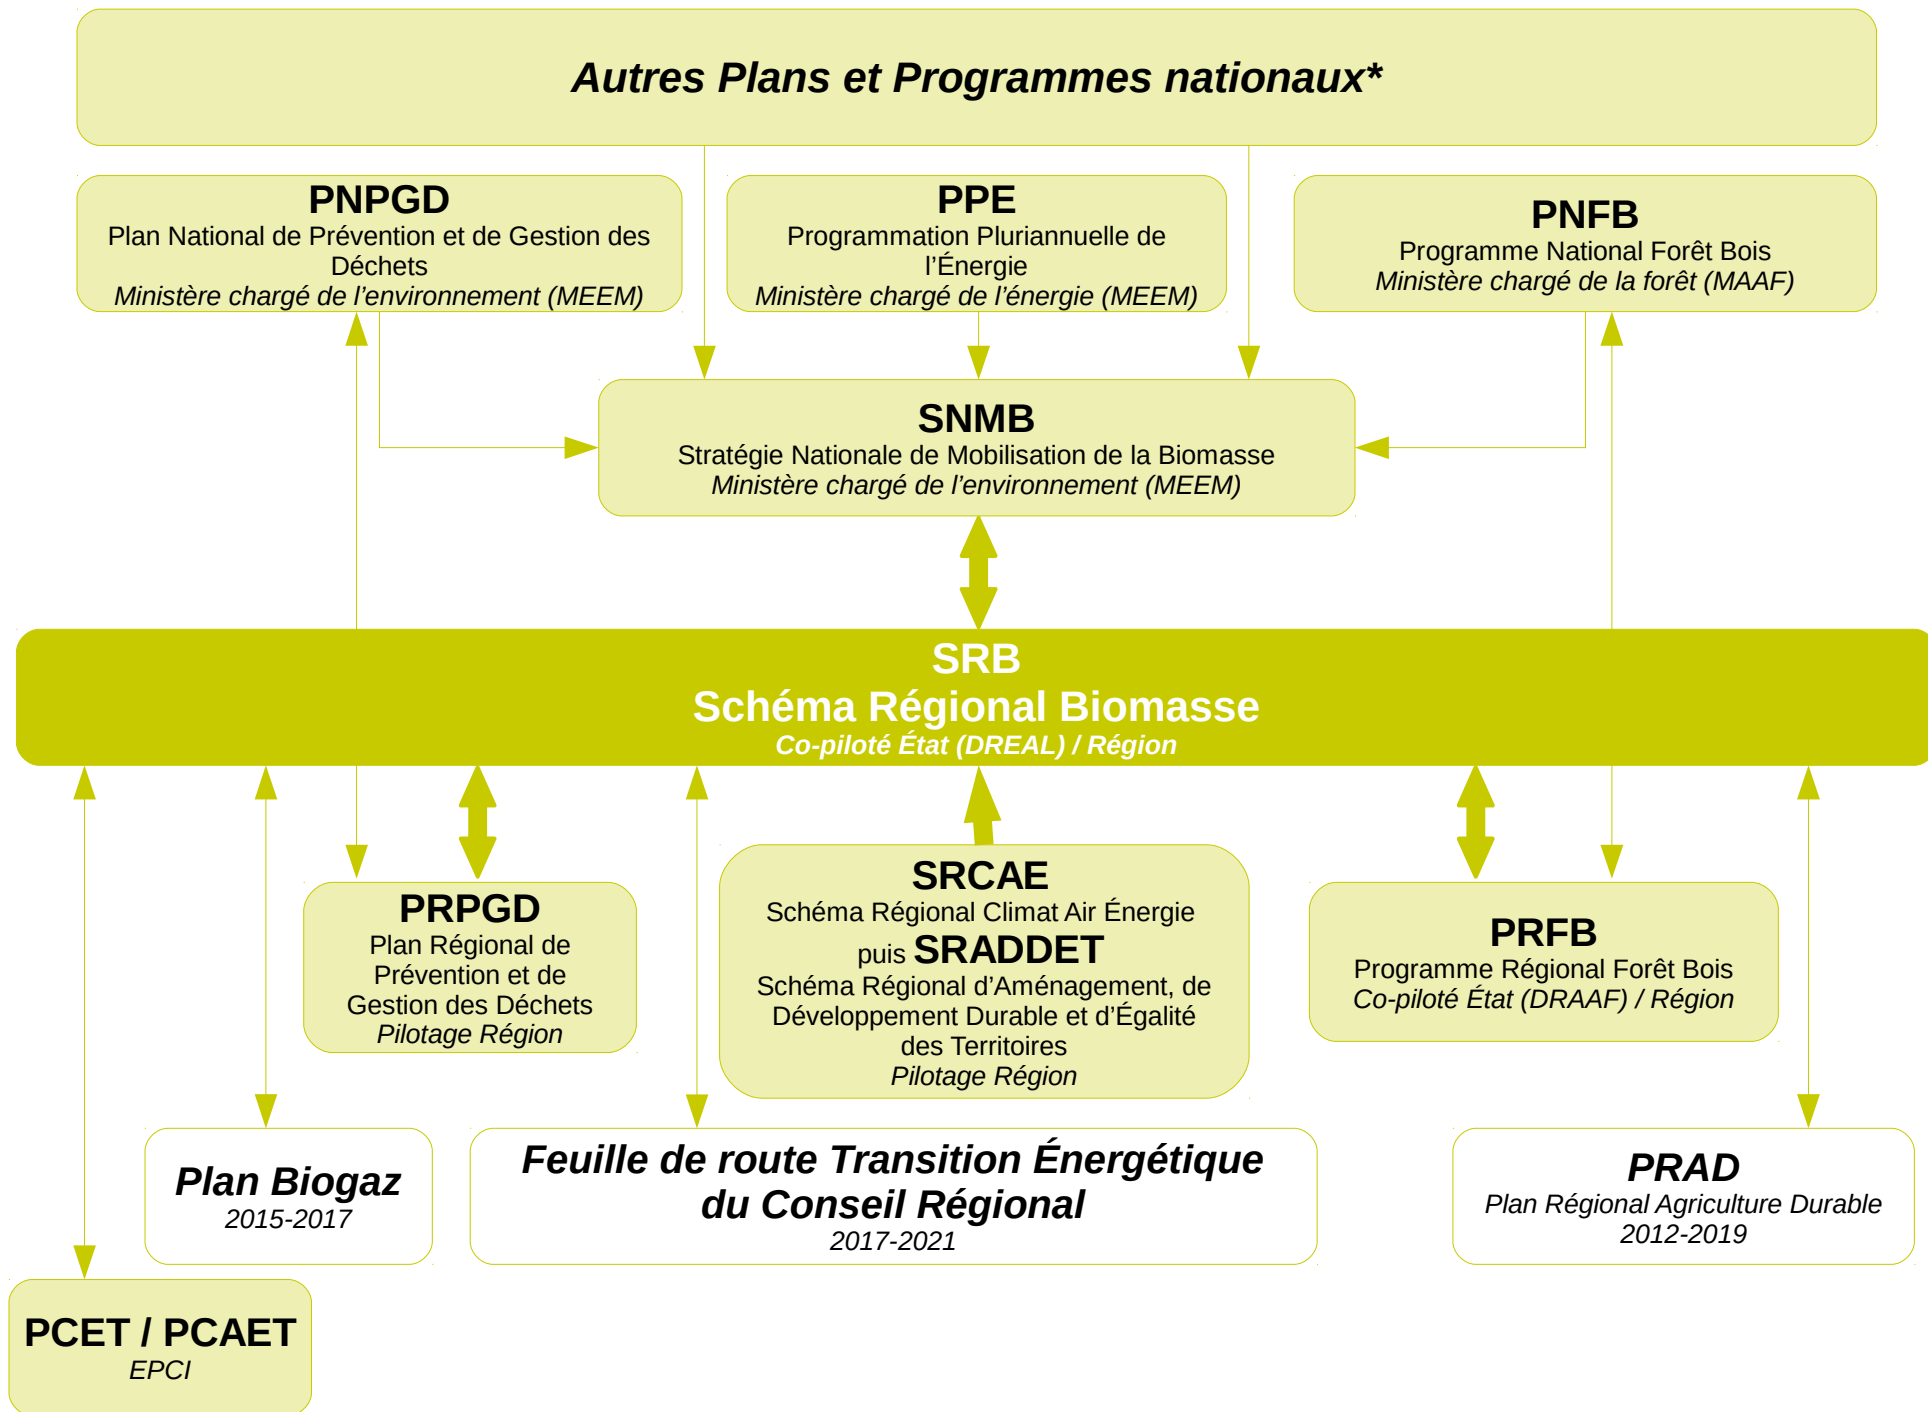 Autres Plans et Programmes nationaux*
PNPGD
Plan National de Prévention et de Gestion des
Déchets
Ministère chargé de l’environnement (MEEM)
PPE
Programmation Pluriannuelle de
l’Énergie
Ministère chargé de l’énergie (MEEM)
PNFB
Programme National Forêt Bois
Ministère chargé de la forêt (MAAF)
SNMB
Stratégie Nationale de Mobilisation de la Biomasse
Ministère chargé de l’environnement (MEEM)
SRB
Schéma Régional Biomasse
Co-piloté État (DREAL) / Région
PRPGD
Plan Régional de
Prévention et de
Gestion des Déchets
Pilotage Région
SRCAE
Schéma Régional Climat Air Énergie
puis SRADDET
Schéma Régional d’Aménagement, de
Développement Durable et d’Égalité
des Territoires
Pilotage Région
PRFB
Programme Régional Forêt Bois
Co-piloté État (DRAAF) / Région
Plan Biogaz
2015-2017
Feuille de route Transition Énergétique
du Conseil Régional
2017-2021
PRAD
Plan Régional Agriculture Durable
2012-2019
PCET / PCAET
EPCI